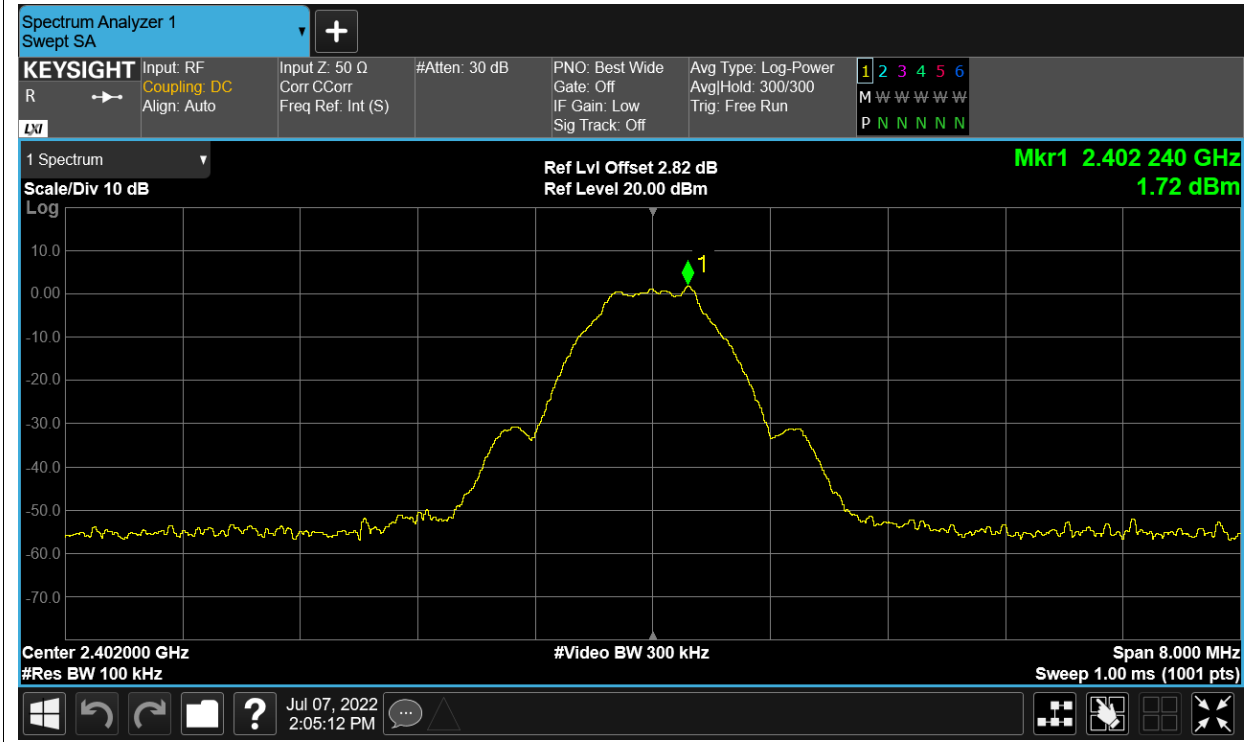 Spectrum Analyzer 1
Swept SA
+
KEYSIGHT
R
LXI
Input: RF
Coupling: DC
Align: Auto
Input Z: 50 Ω
Corr CCorr
Freq Ref: Int (S)
#Atten: 30 dB
PNO: Best Wide
Gate: Off
IF Gain: Low
Sig Track: Off
Avg Type: Log-Power
Avg|Hold: 300/300
Trig: Free Run
1 2 3 4 5 6
M W W W W W
P N N N N N
1 Spectrum
Scale/Div 10 dB
Log
Ref Lvl Offset 2.82 dB
Ref Level 20.00 dBm
Mkr1 2.402 240 GHz
1.72 dBm
10.0
1
0.00
-10.0
-20.0
-30.0
-40.0
-50.0
-60.0
-70.0
Center 2.402000 GHz
#Video BW 300 kHz
Span 8.000 MHz
#Res BW 100 kHz
Sweep 1.00 ms (1001 pts)
?
Jul 07, 2022
2:05:12 PM